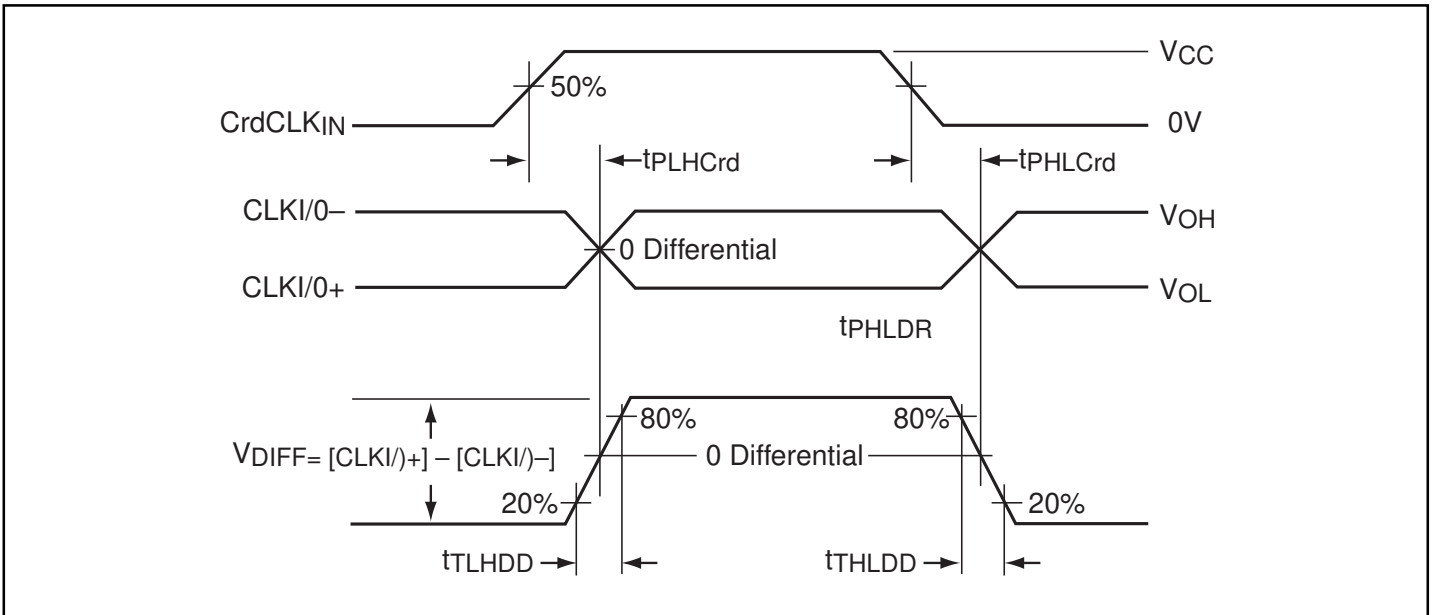 VCC
50%
CrdCLKIN
0V
tPLHCrd
tPHLCrd
CLKI/0–
VOH
0 Differential
CLKI/0+
VOL
tPHLDR
80%
80%
VDIFF= [CLKI/)+] – [CLKI/)–]
0 Differential
20%
20%
tTLHDD
tTHLDD